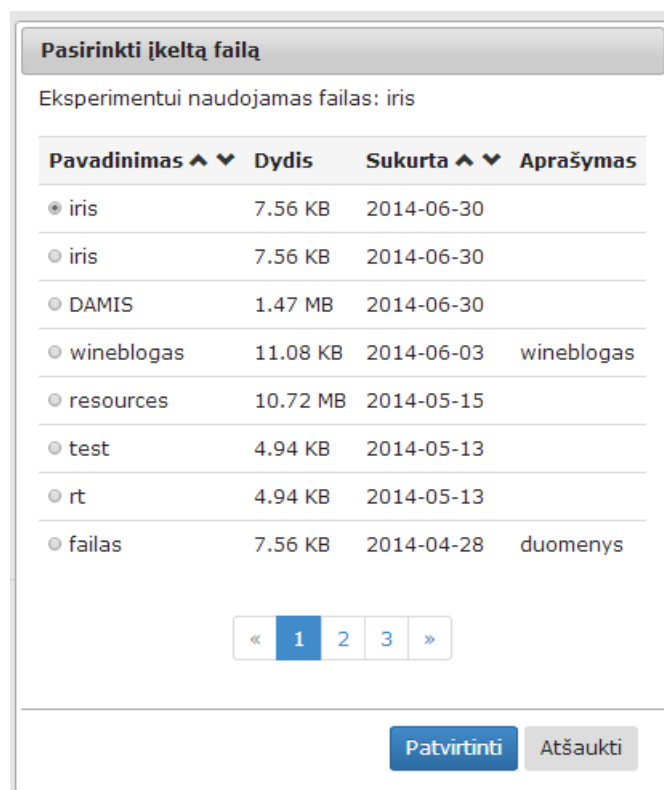 Pasirinkti įkeltą failą
Eksperimentui naudojamas failas: iris
Pavadinimas Dydis Sukurta Aprašymas
iris 7.56 KB 2014-06-30
iris 7.56 KB 2014-06-30
DAMIS 1.47 MB 2014-06-30
wineblogas 11.08 KB 2014-06-03 wineblogas
resources 10.72 MB 2014-05-15
test 4.94 KB 2014-05-13
rt 4.94 KB 2014-05-13
failas 7.56 KB 2014-04-28 duomenys
« 1 2 3 »
Patvirtinti Atšaukti